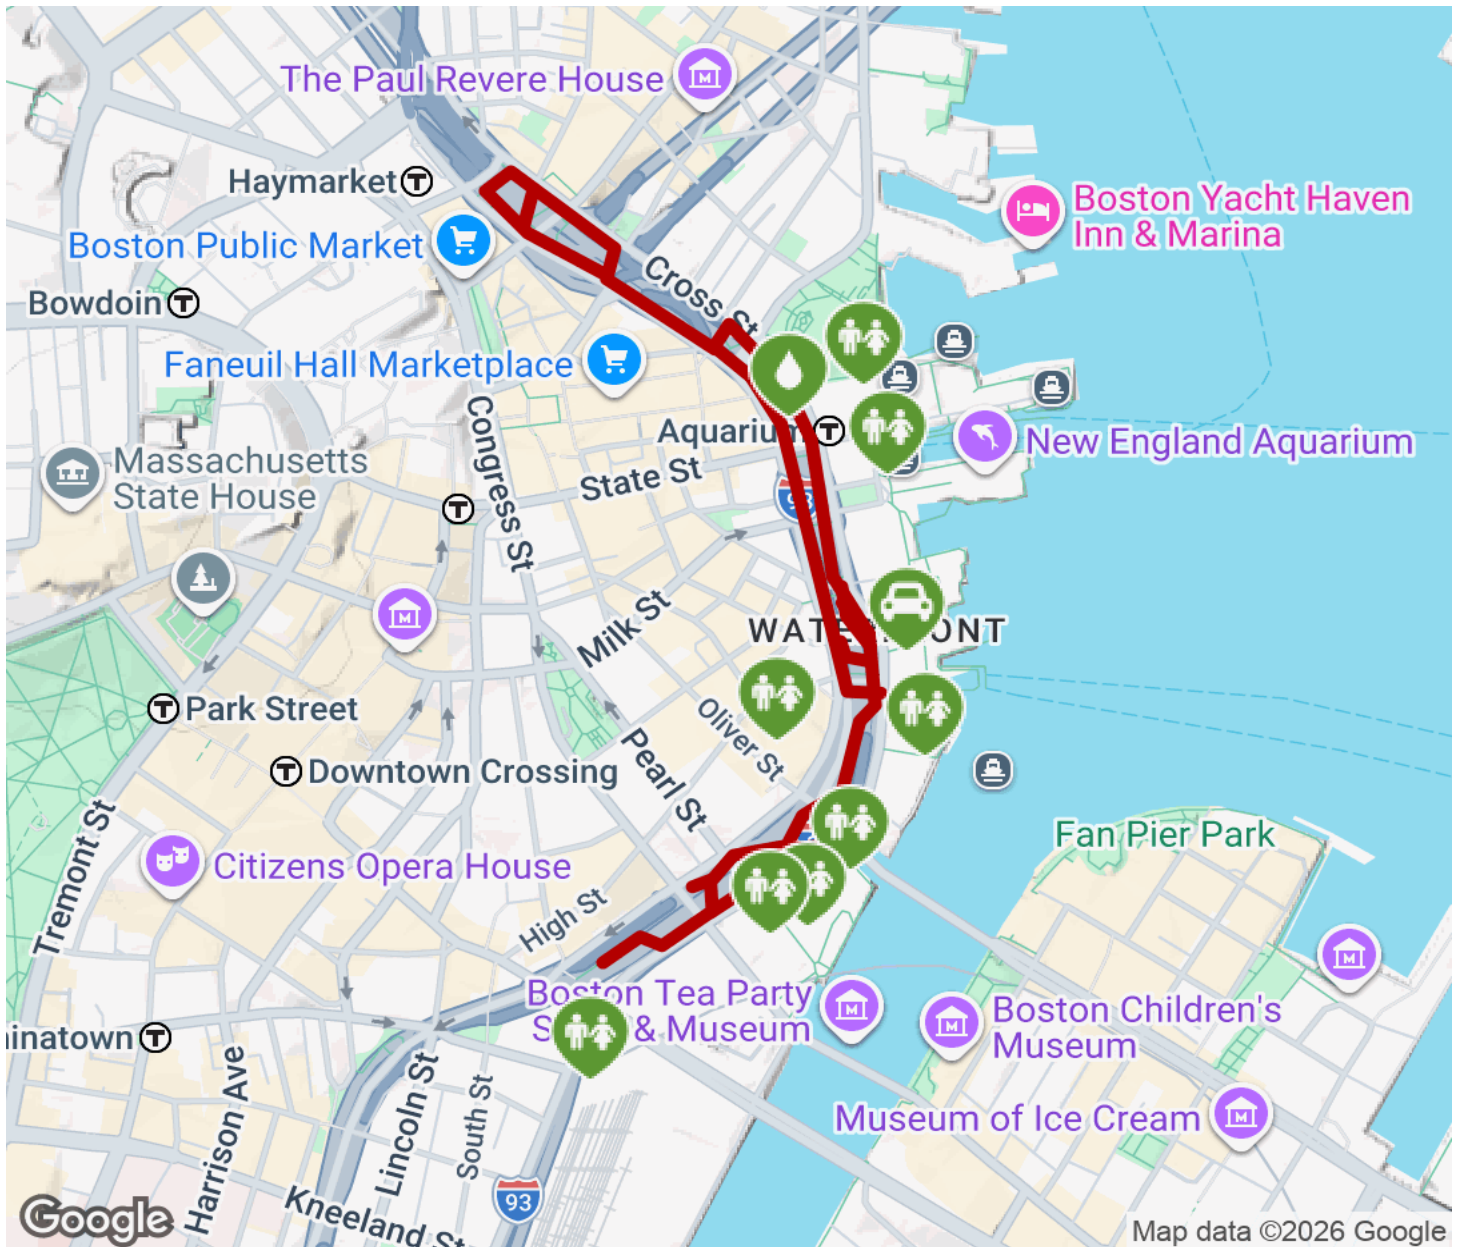 The Paul Revere House
Haymarket
T
Boston Yacht Haven
Inn & Marina
Boston Public Market
Cross St
Bowdoin
T
Faneuil Hall Marketplace
Congress St
Aquarium
T
New England Aquarium
Massachusetts
State House
State St
93
T
Milk St
Park Street
T
Oliver St
Pearl St
Downtown Crossing
T
Tremont St
Citizens Opera House
Fan Pier Park
High St
Boston Tea Party
& Museum
Boston Children's
Museum
T
Harrison Ave
Lincoln St
South St
Museum of Ice Cream
Kneeland St
93
Google
Map data ©2026 Google